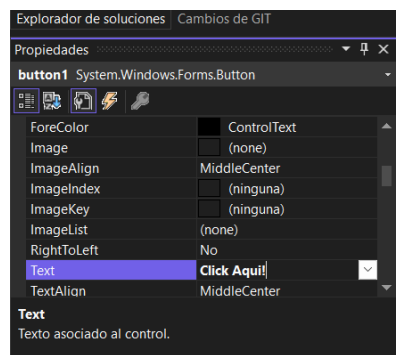 Explorador de soluciones Cambios de GIT
Propiedades
button1 System.Windows.Forms.Button
ForeColor ControlText
Image (none)
ImageAlign MiddleCenter
ImageIndex (ninguna)
ImageKey (ninguna)
ImageList (none)
RightToLeft No
Text Click Aqui!
TextAlign MiddleCenter
Text
Texto asociado al control.